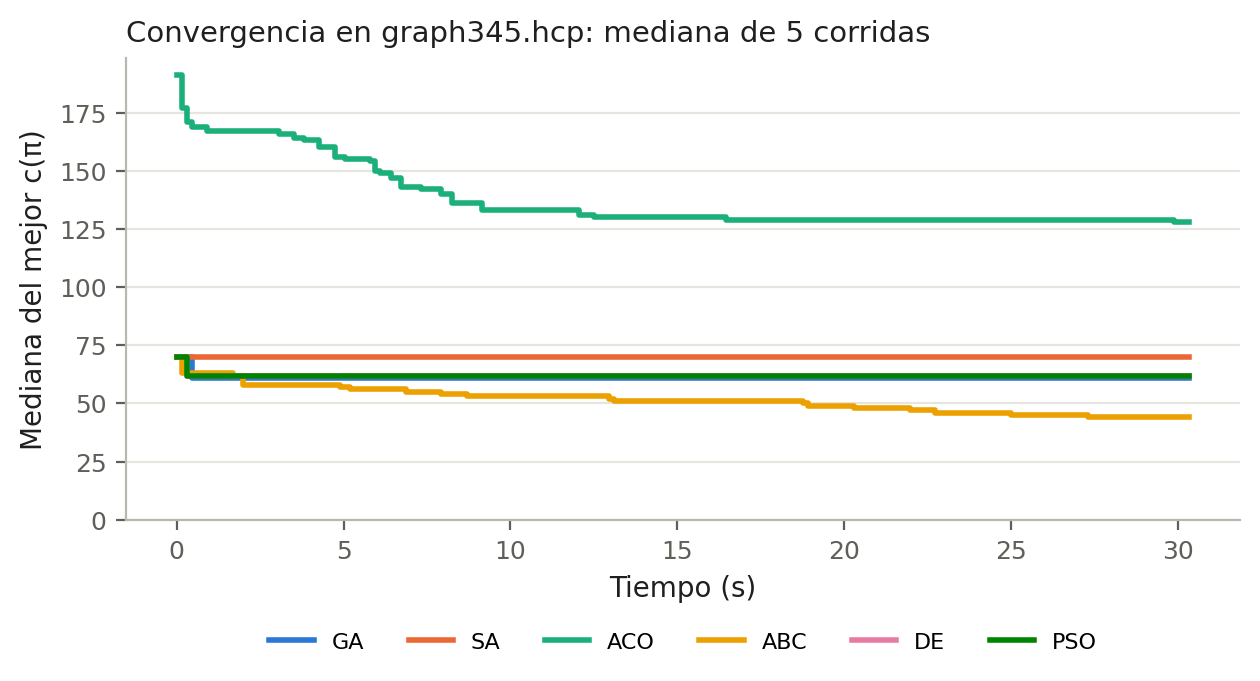 Convergencia en graph345.hcp: mediana de 5 corridas
Mediana del mejor c(π)
175
150
125
100
75
50
25
0
0 5 10 15 20 25 30
Tiempo (s)
GA SA ACO ABC DE PSO